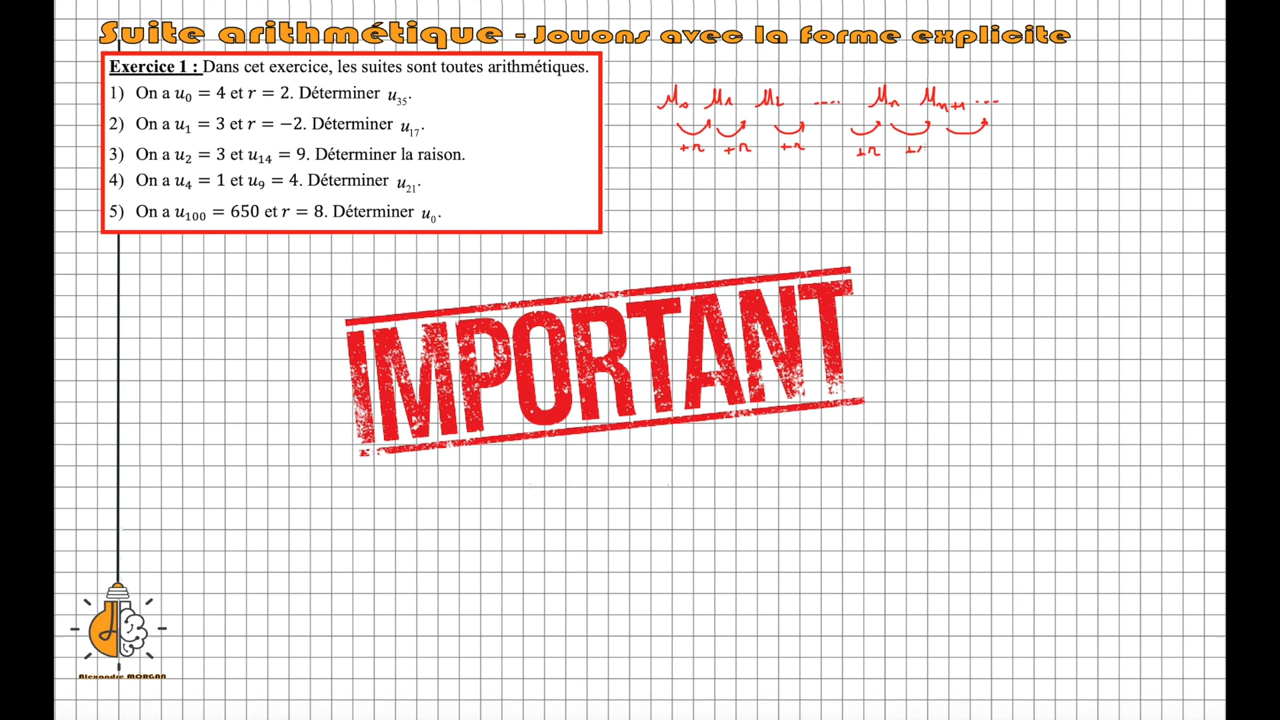 Suite arithmétique - Jouons avec la forme explicite
Exercice 1 : Dans cet exercice, les suites sont toutes arithmétiques.
1) On a u₀ = 4 et r = 2. Déterminer u₃₅.
2) On a u₁ = 3 et r = −2. Déterminer u₁₇.
3) On a u₂ = 3 et u₁₄ = 9. Déterminer la raison.
4) On a u₄ = 1 et u₉ = 4. Déterminer u₂₁.
5) On a u₁₀₀ = 650 et r = 8. Déterminer u₀.
u₀ u₁ u₂ .... uₙ uₙ₊₁ ...
+r +r +r +r +r
IMPORTANT
Alexandre MORGAN